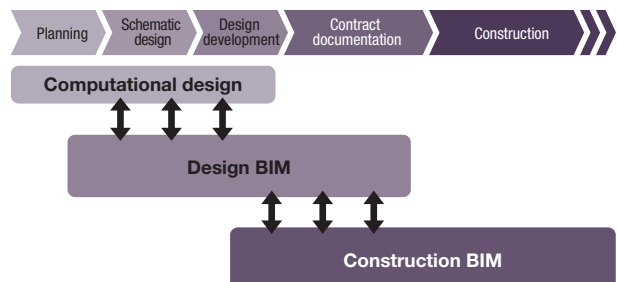 Planning
Schematic
design
Design
development
Contract
documentation
Construction
Computational design
Design BIM
Construction BIM